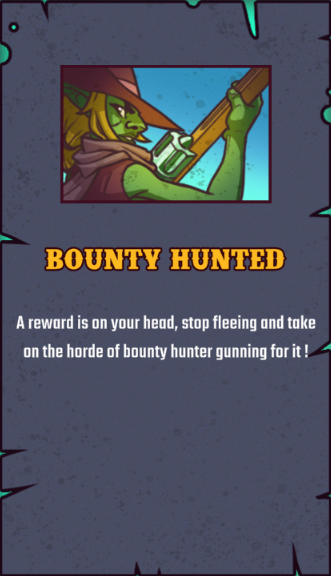 BOUNTY HUNTED
A reward is on your head, stop fleeing and take
on the horde of bounty hunter gunning for it !